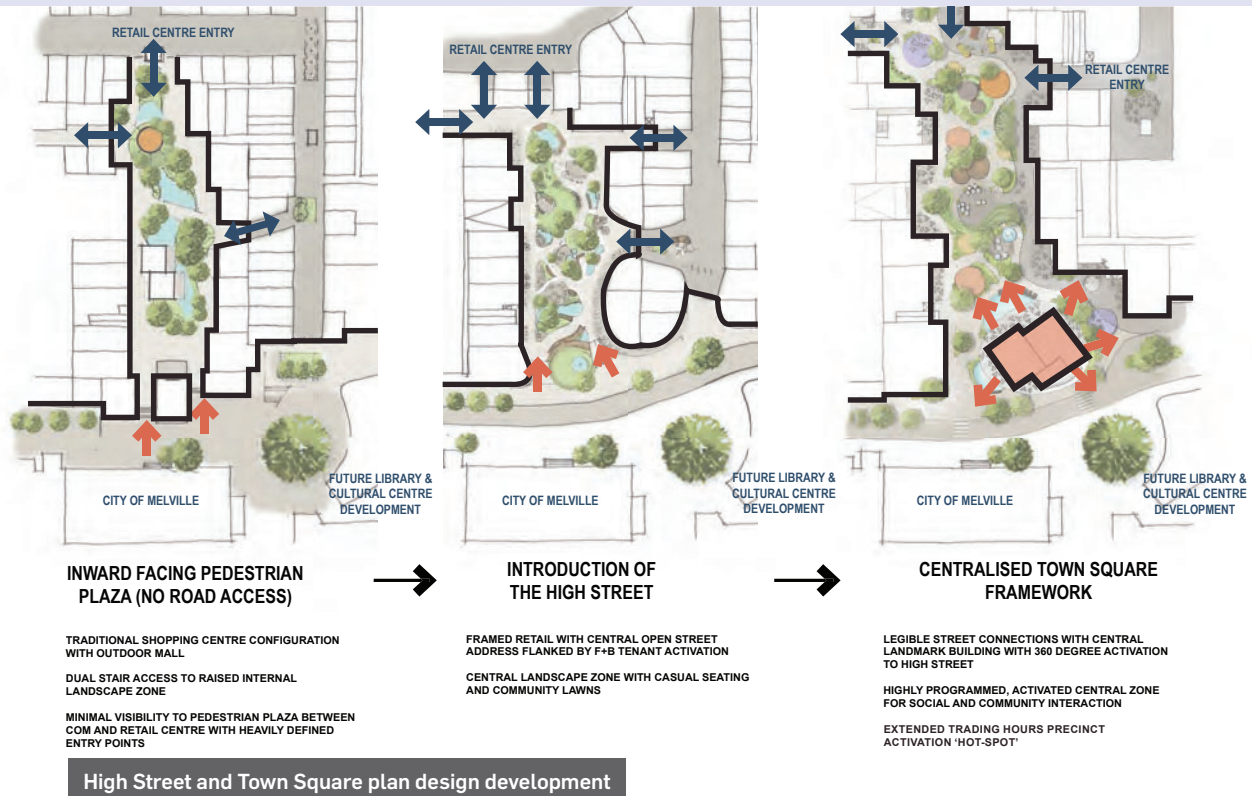 RETAIL CENTRE ENTRY
CITY OF MELVILLE
FUTURE LIBRARY &
CULTURAL CENTRE
DEVELOPMENT
INWARD FACING PEDESTRIAN
PLAZA (NO ROAD ACCESS)
TRADITIONAL SHOPPING CENTRE CONFIGURATION
WITH OUTDOOR MALL
DUAL STAIR ACCESS TO RAISED INTERNAL
LANDSCAPE ZONE
MINIMAL VISIBILITY TO PEDESTRIAN PLAZA BETWEEN
COM AND RETAIL CENTRE WITH HEAVILY DEFINED
ENTRY POINTS
RETAIL CENTRE ENTRY
CITY OF MELVILLE
FUTURE LIBRARY &
CULTURAL CENTRE
DEVELOPMENT
INTRODUCTION OF
THE HIGH STREET
FRAMED RETAIL WITH CENTRAL OPEN STREET
ADDRESS FLANKED BY F+B TENANT ACTIVATION
CENTRAL LANDSCAPE ZONE WITH CASUAL SEATING
AND COMMUNITY LAWNS
RETAIL CENTRE
ENTRY
CITY OF MELVILLE
FUTURE LIBRARY &
CULTURAL CENTRE
DEVELOPMENT
CENTRALISED TOWN SQUARE
FRAMEWORK
LEGIBLE STREET CONNECTIONS WITH CENTRAL
LANDMARK BUILDING WITH 360 DEGREE ACTIVATION
TO HIGH STREET
HIGHLY PROGRAMMED, ACTIVATED CENTRAL ZONE
FOR SOCIAL AND COMMUNITY INTERACTION
EXTENDED TRADING HOURS PRECINCT
ACTIVATION ‘HOT-SPOT’
High Street and Town Square plan design development